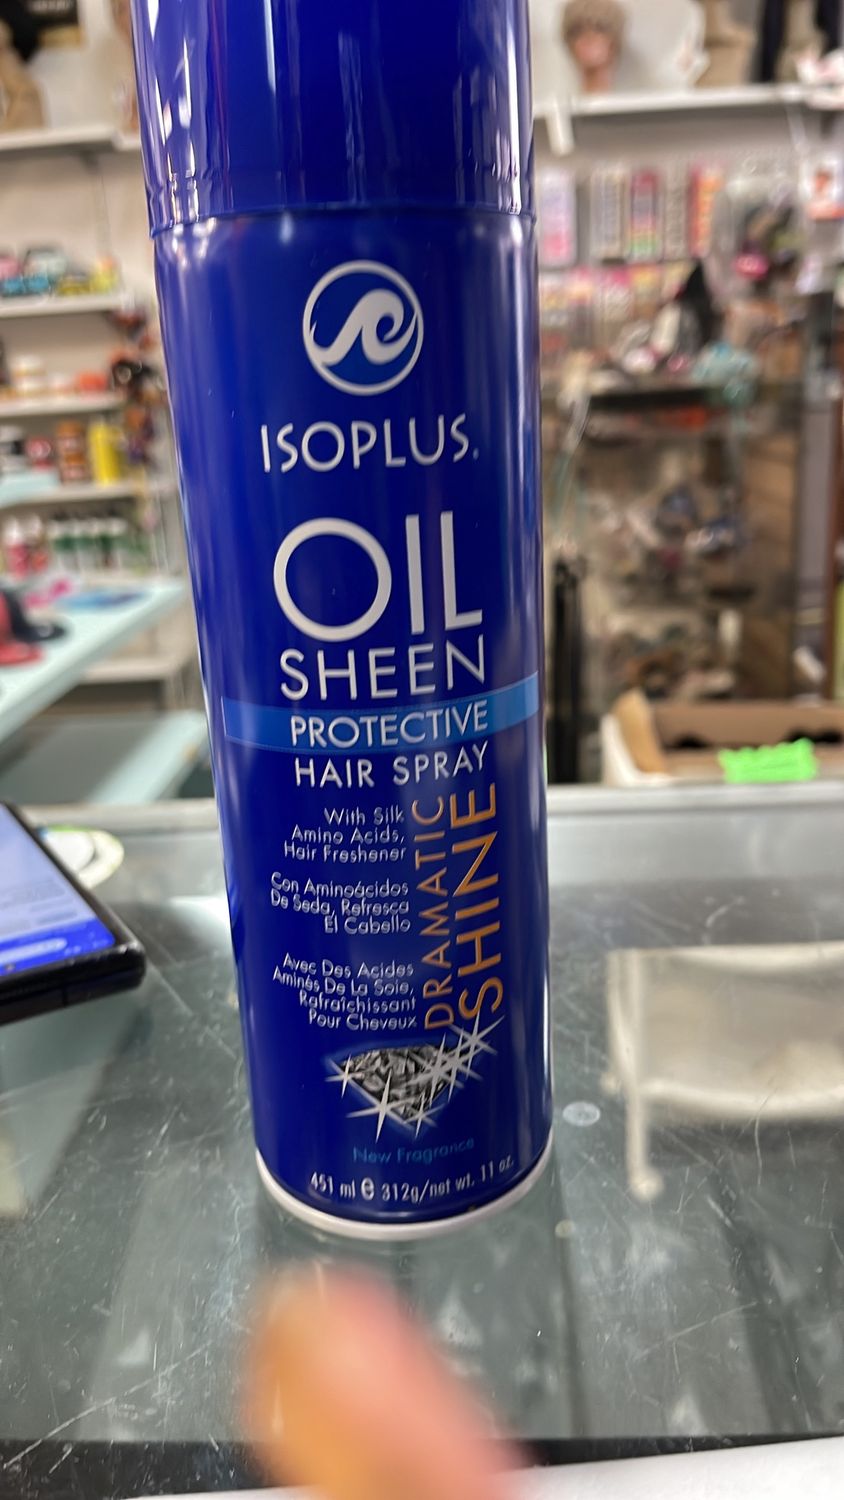 ISOPLUS®
OIL
SHEEN
PROTECTIVE
HAIR SPRAY
With Silk
Amino Acids,
Hair Freshener
Con Aminoácidos
De Seda, Refresca
El Cabello
Avec Des Acides
Aminés De La Soie,
Rafraîchissant
Pour Cheveux
DRAMATIC
SHINE
New Fragrance
451 ml e 312g/net wt. 11 oz.